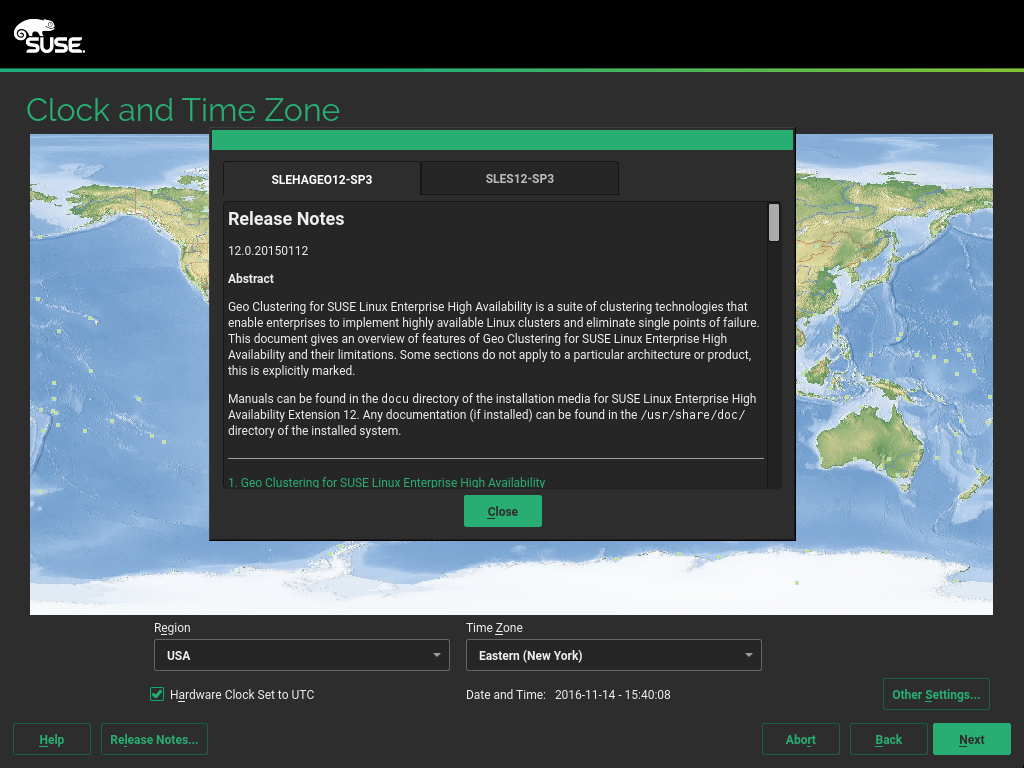 SUSE
Clock and Time Zone
SLEHAGEO12-SP3
SLES12-SP3
Release Notes
12.0.20150112
Abstract
Geo Clustering for SUSE Linux Enterprise High Availability is a suite of clustering technologies that
enable enterprises to implement highly available Linux clusters and eliminate single points of failure.
This document gives an overview of features of Geo Clustering for SUSE Linux Enterprise High
Availability and their limitations. Some sections do not apply to a particular architecture or product,
this is explicitly marked.
Manuals can be found in the docu directory of the installation media for SUSE Linux Enterprise High
Availability Extension 12. Any documentation (if installed) can be found in the /usr/share/doc/
directory of the installed system.
1. Geo Clustering for SUSE Linux Enterprise High Availability
Close
Region
Time Zone
USA
Eastern (New York)
Hardware Clock Set to UTC
Date and Time: 2016-11-14 - 15:40:08
Other Settings...
Help
Release Notes...
Abort
Back
Next